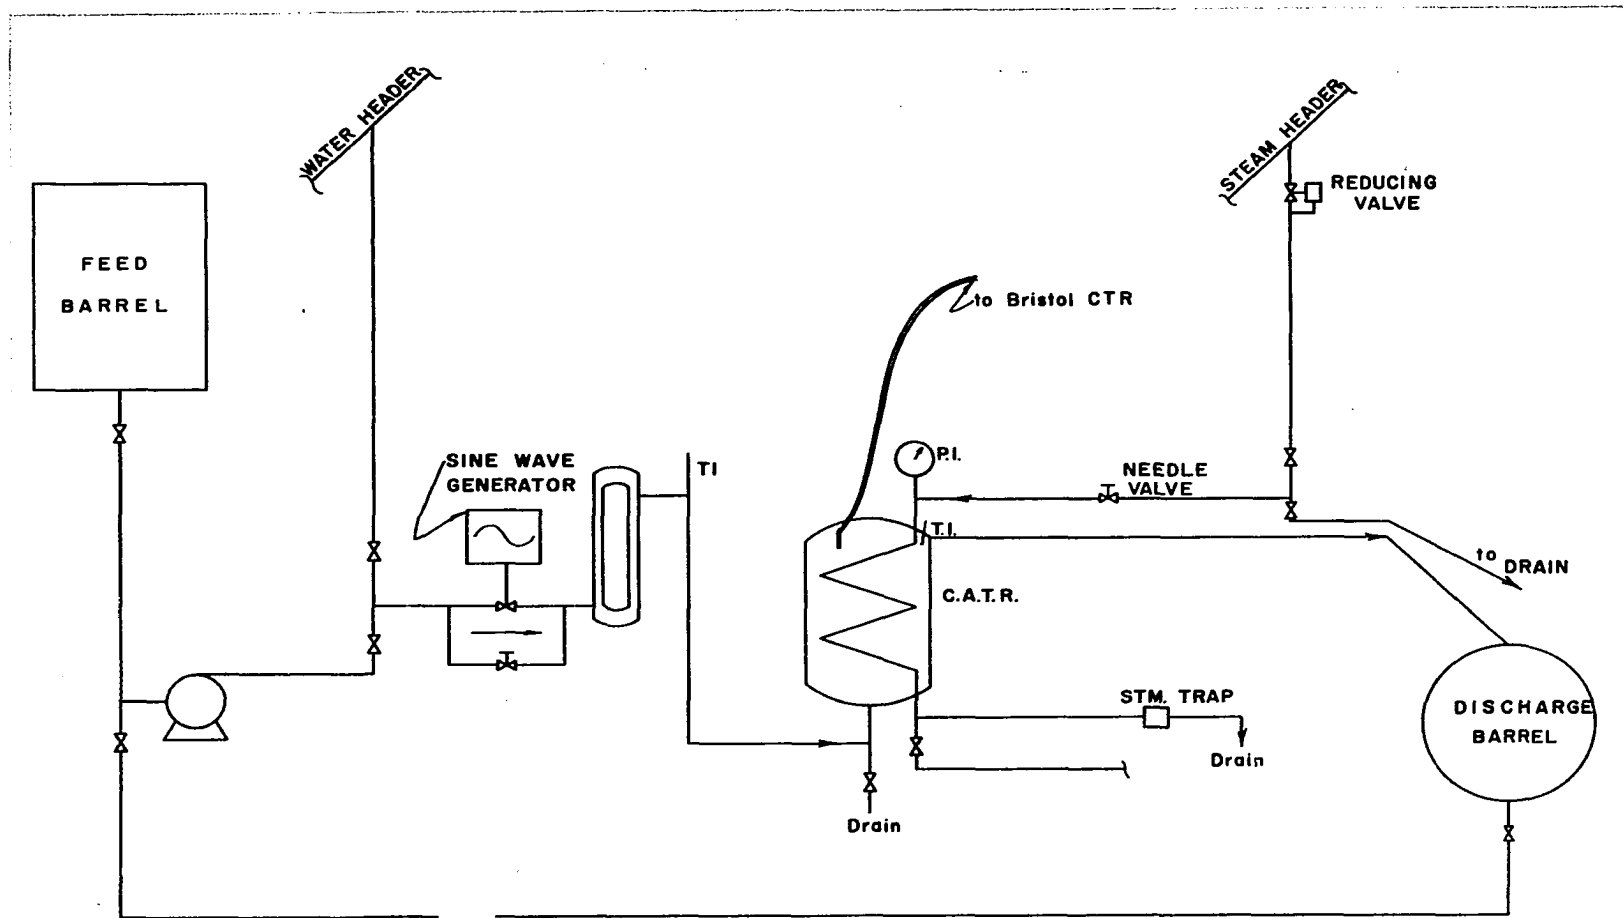 WATER HEADER
STEAM HEADER
REDUCING
VALVE
FEED
BARREL
to Bristol CTR
SINE WAVE
GENERATOR
TI
P.I.
NEEDLE
VALVE
T.I.
to DRAIN
C.A.T.R.
STM. TRAP
DISCHARGE
BARREL
Drain
Drain